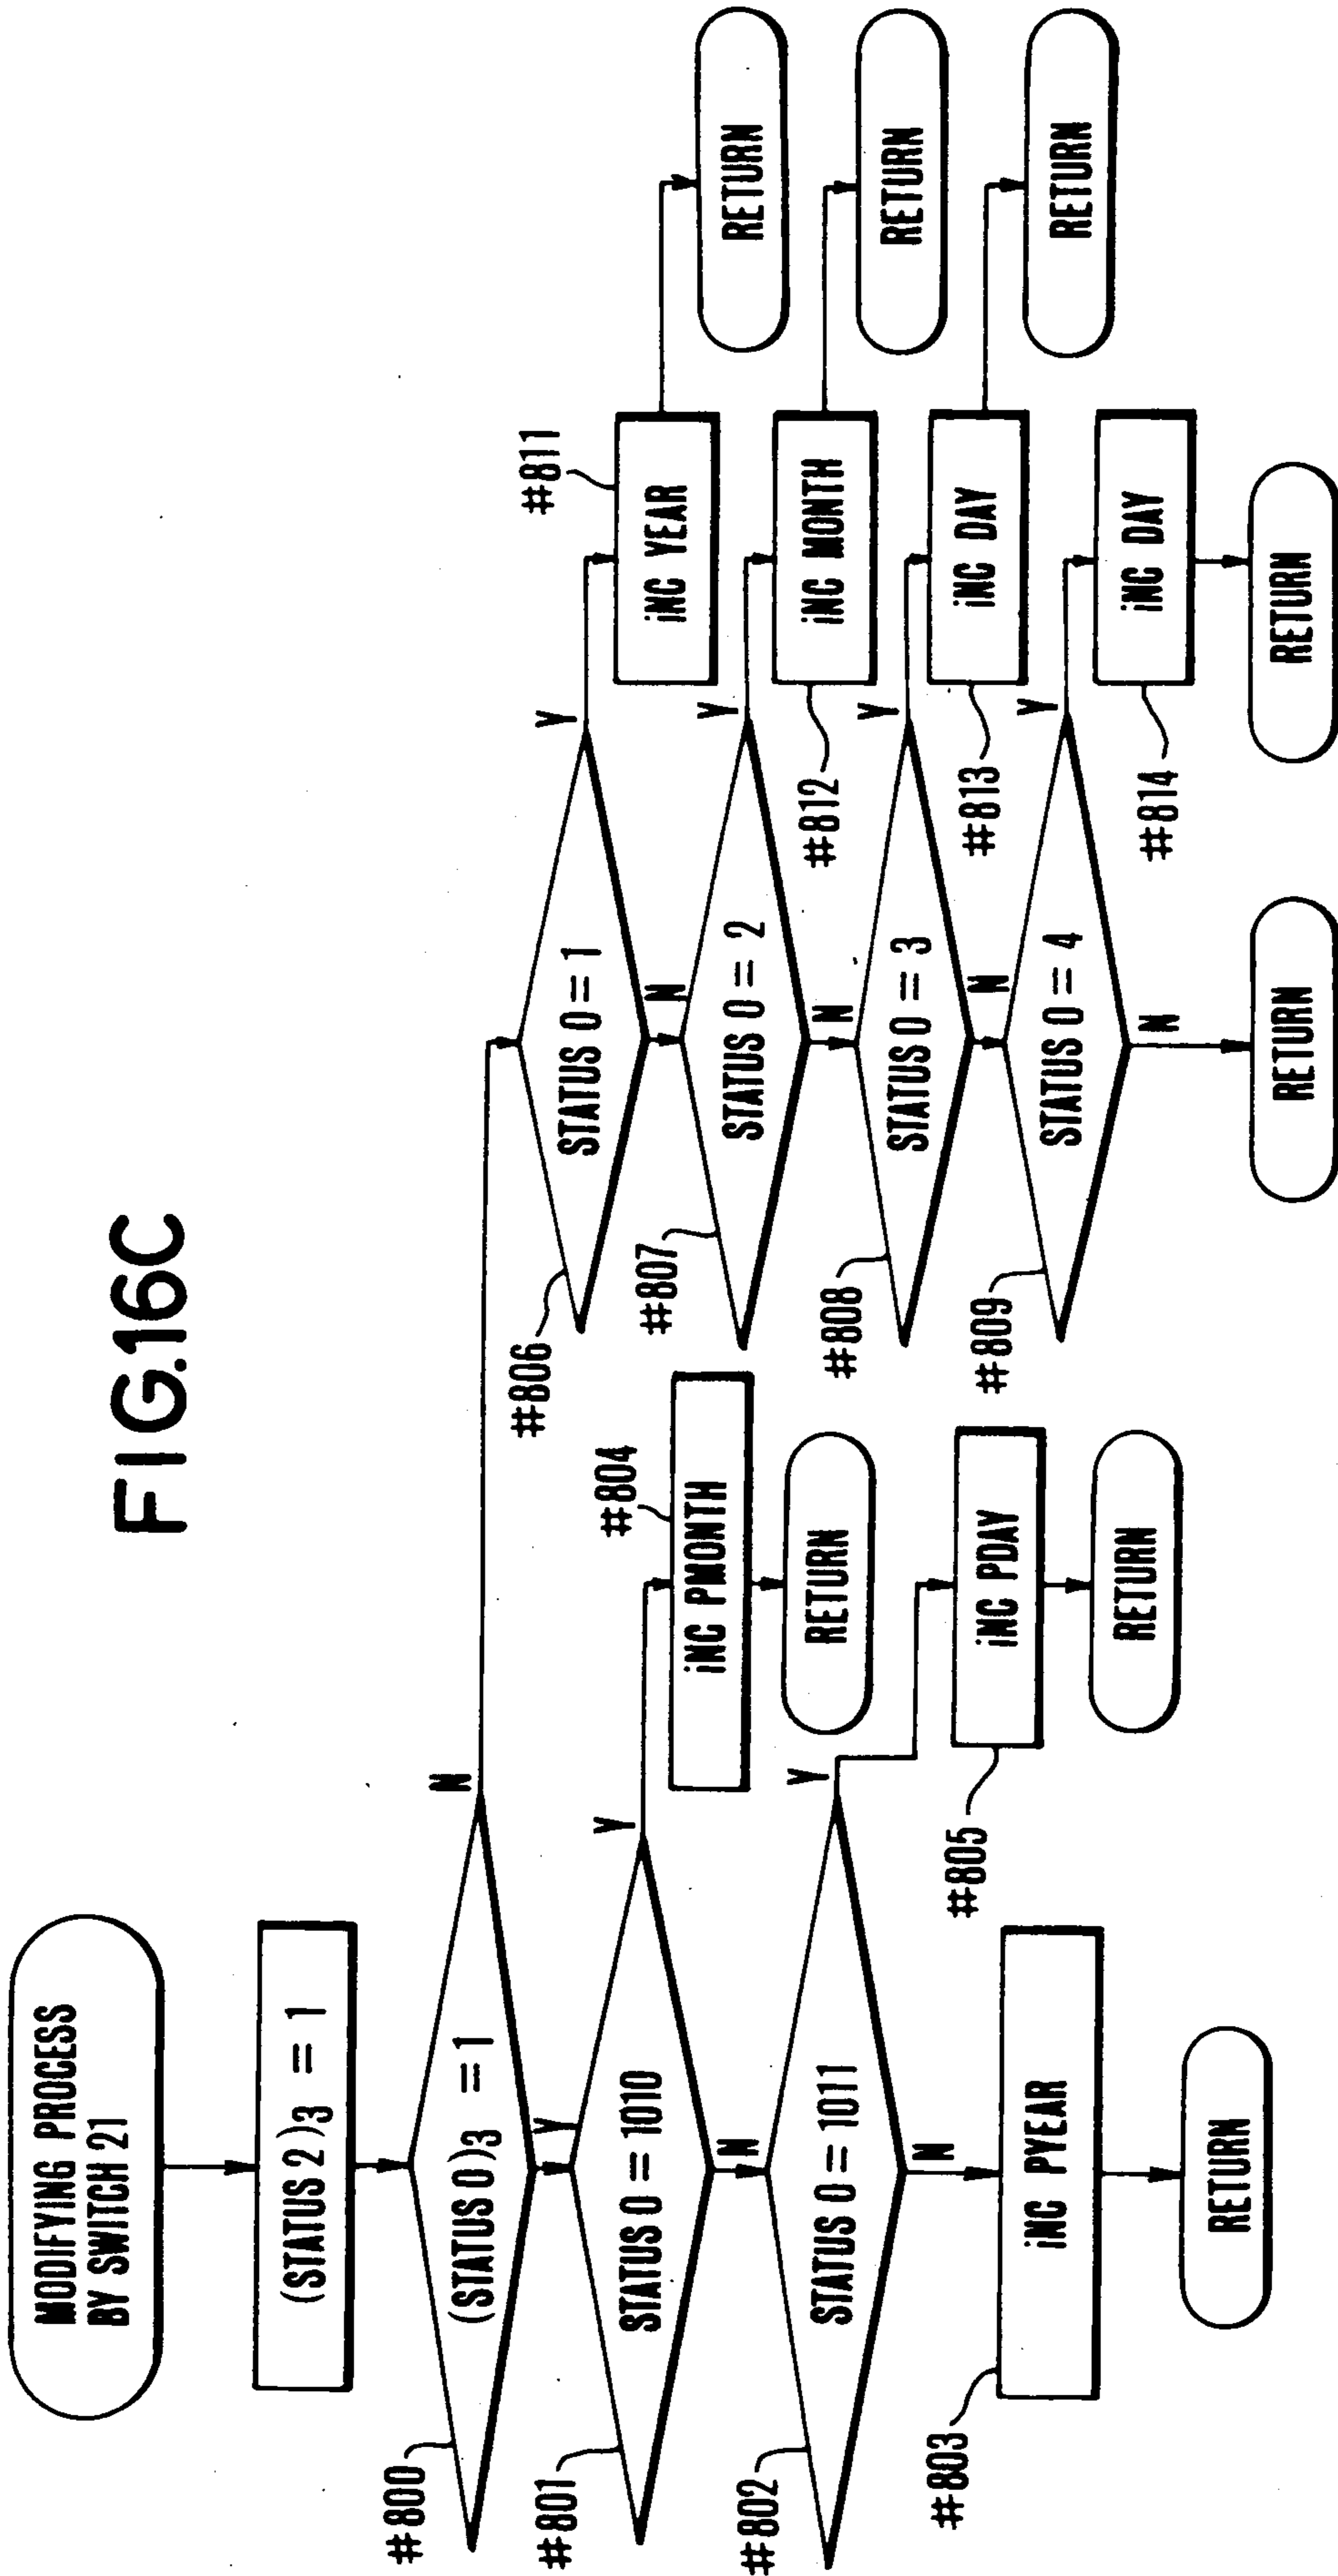 FIG.16C
MODIFYING PROCESS
BY SWITCH 21
(STATUS 2)3 = 1
#800
(STATUS 0)3 = 1
N
Y
#801
STATUS 0 = 1010
Y
N
#804
iNC PMONTH
RETURN
#802
STATUS 0 = 1011
Y
N
#805
iNC PDAY
RETURN
#803
iNC PYEAR
RETURN
#806
STATUS 0 = 1
Y
N
#811
iNC YEAR
RETURN
#807
STATUS 0 = 2
Y
N
#812
iNC MONTH
RETURN
#808
STATUS 0 = 3
Y
N
#813
iNC DAY
RETURN
#809
STATUS 0 = 4
Y
N
#814
iNC DAY
RETURN
RETURN